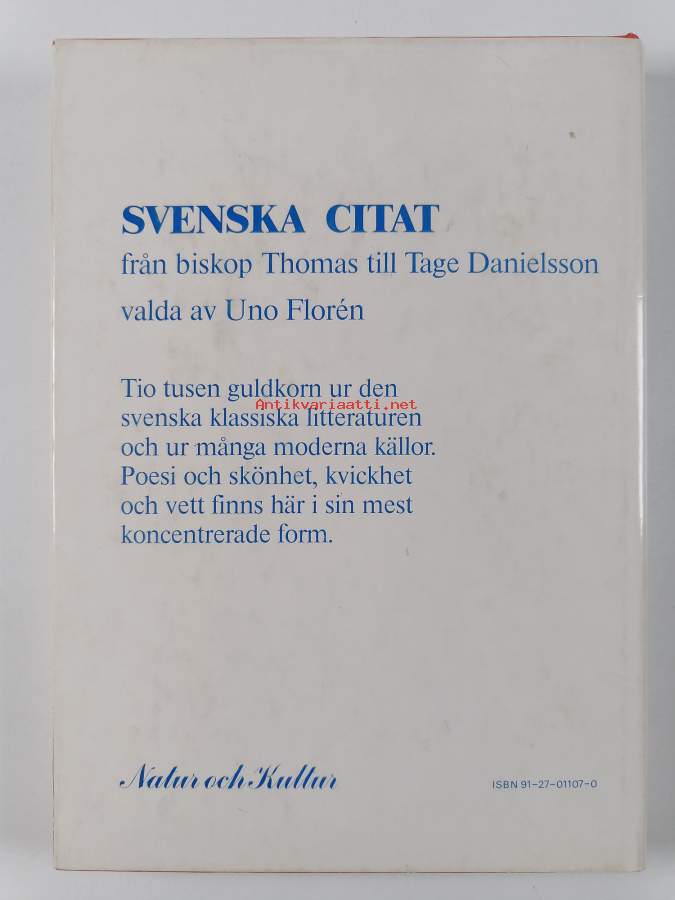 SVENSKA CITAT
från biskop Thomas till Tage Danielsson
valda av Uno Florén
Tio tusen guldkorn ur den
Antikvariaatti.net
svenska klassiska litteraturen
och ur många moderna källor.
Poesi och skönhet, kvickhet
och vett finns här i sin mest
koncentrerade form.
Natur och Kultur
ISBN 91-27-01107-0